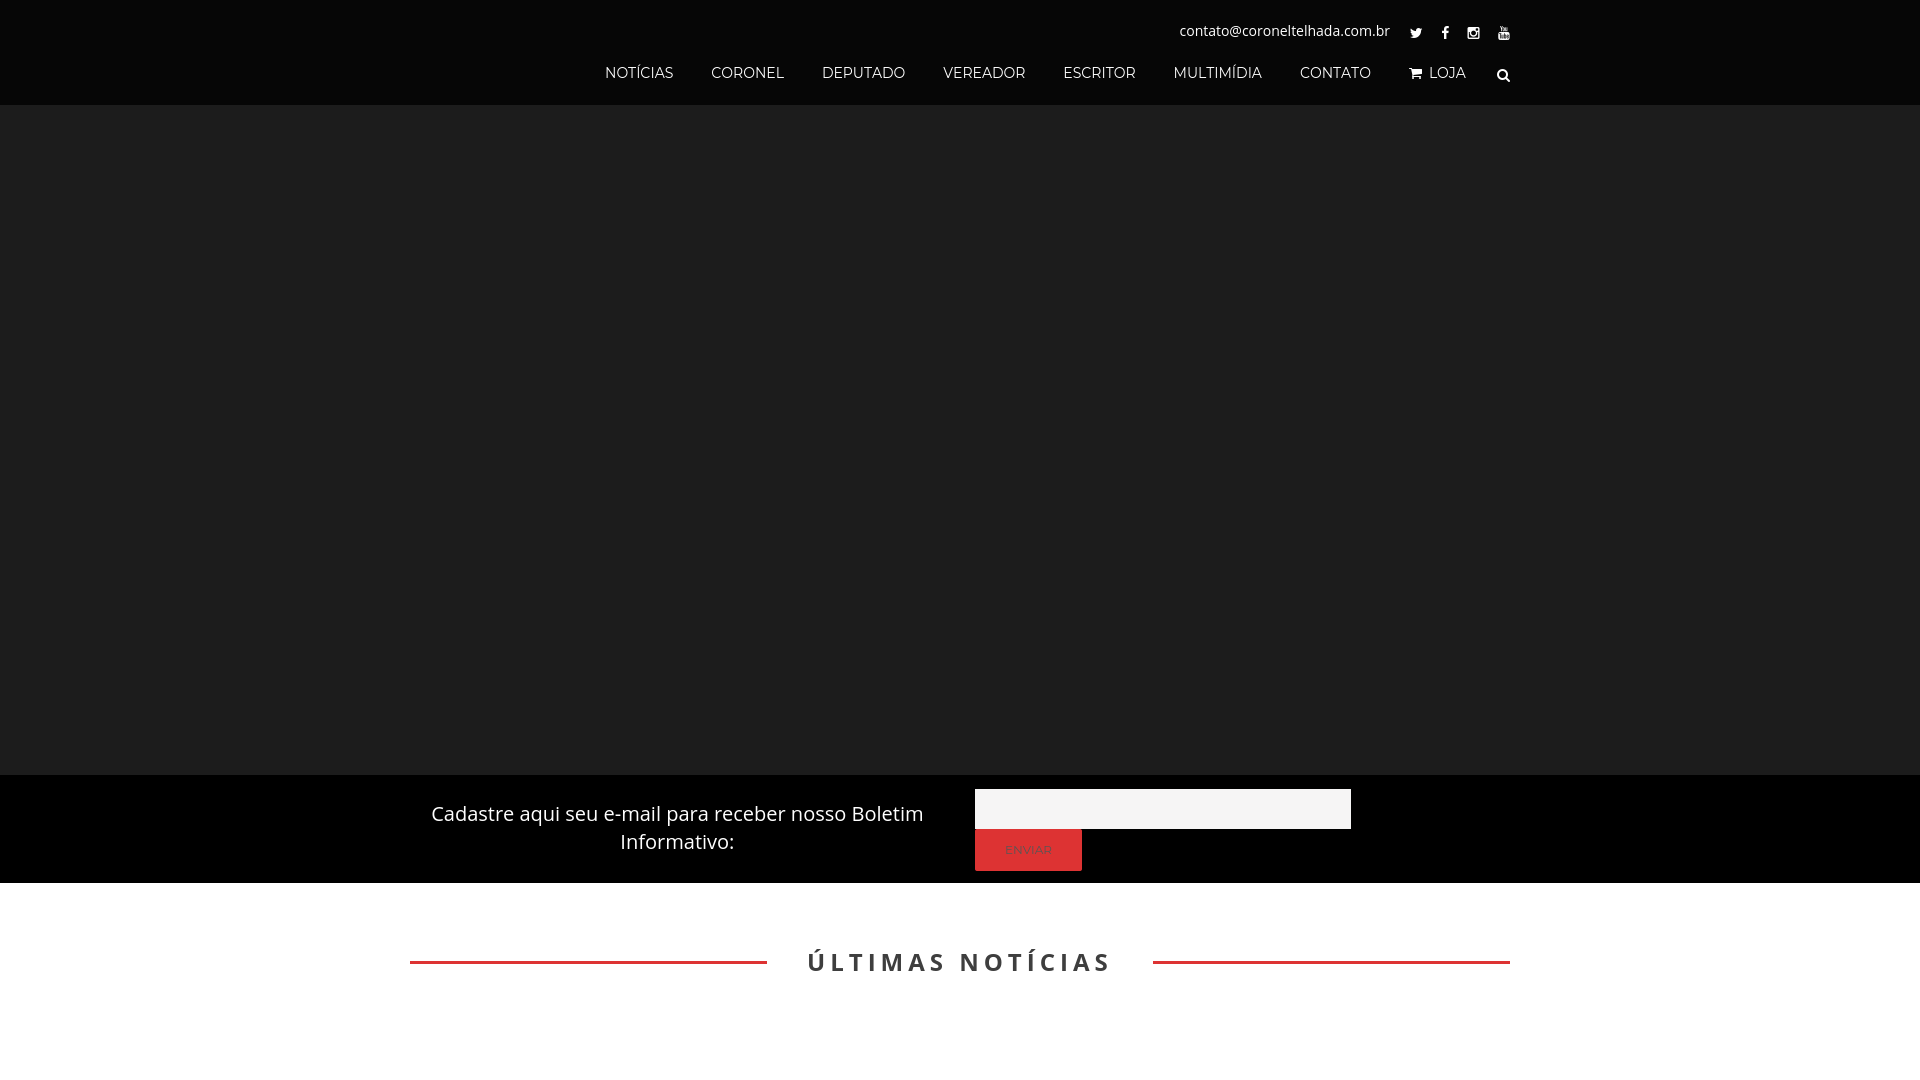 contato@coroneltelhada.com.br
NOTÍCIAS CORONEL DEPUTADO VEREADOR ESCRITOR MULTIMÍDIA CONTATO LOJA
Cadastre aqui seu e-mail para receber nosso Boletim
Informativo:
ENVIAR
ÚLTIMAS NOTÍCIAS